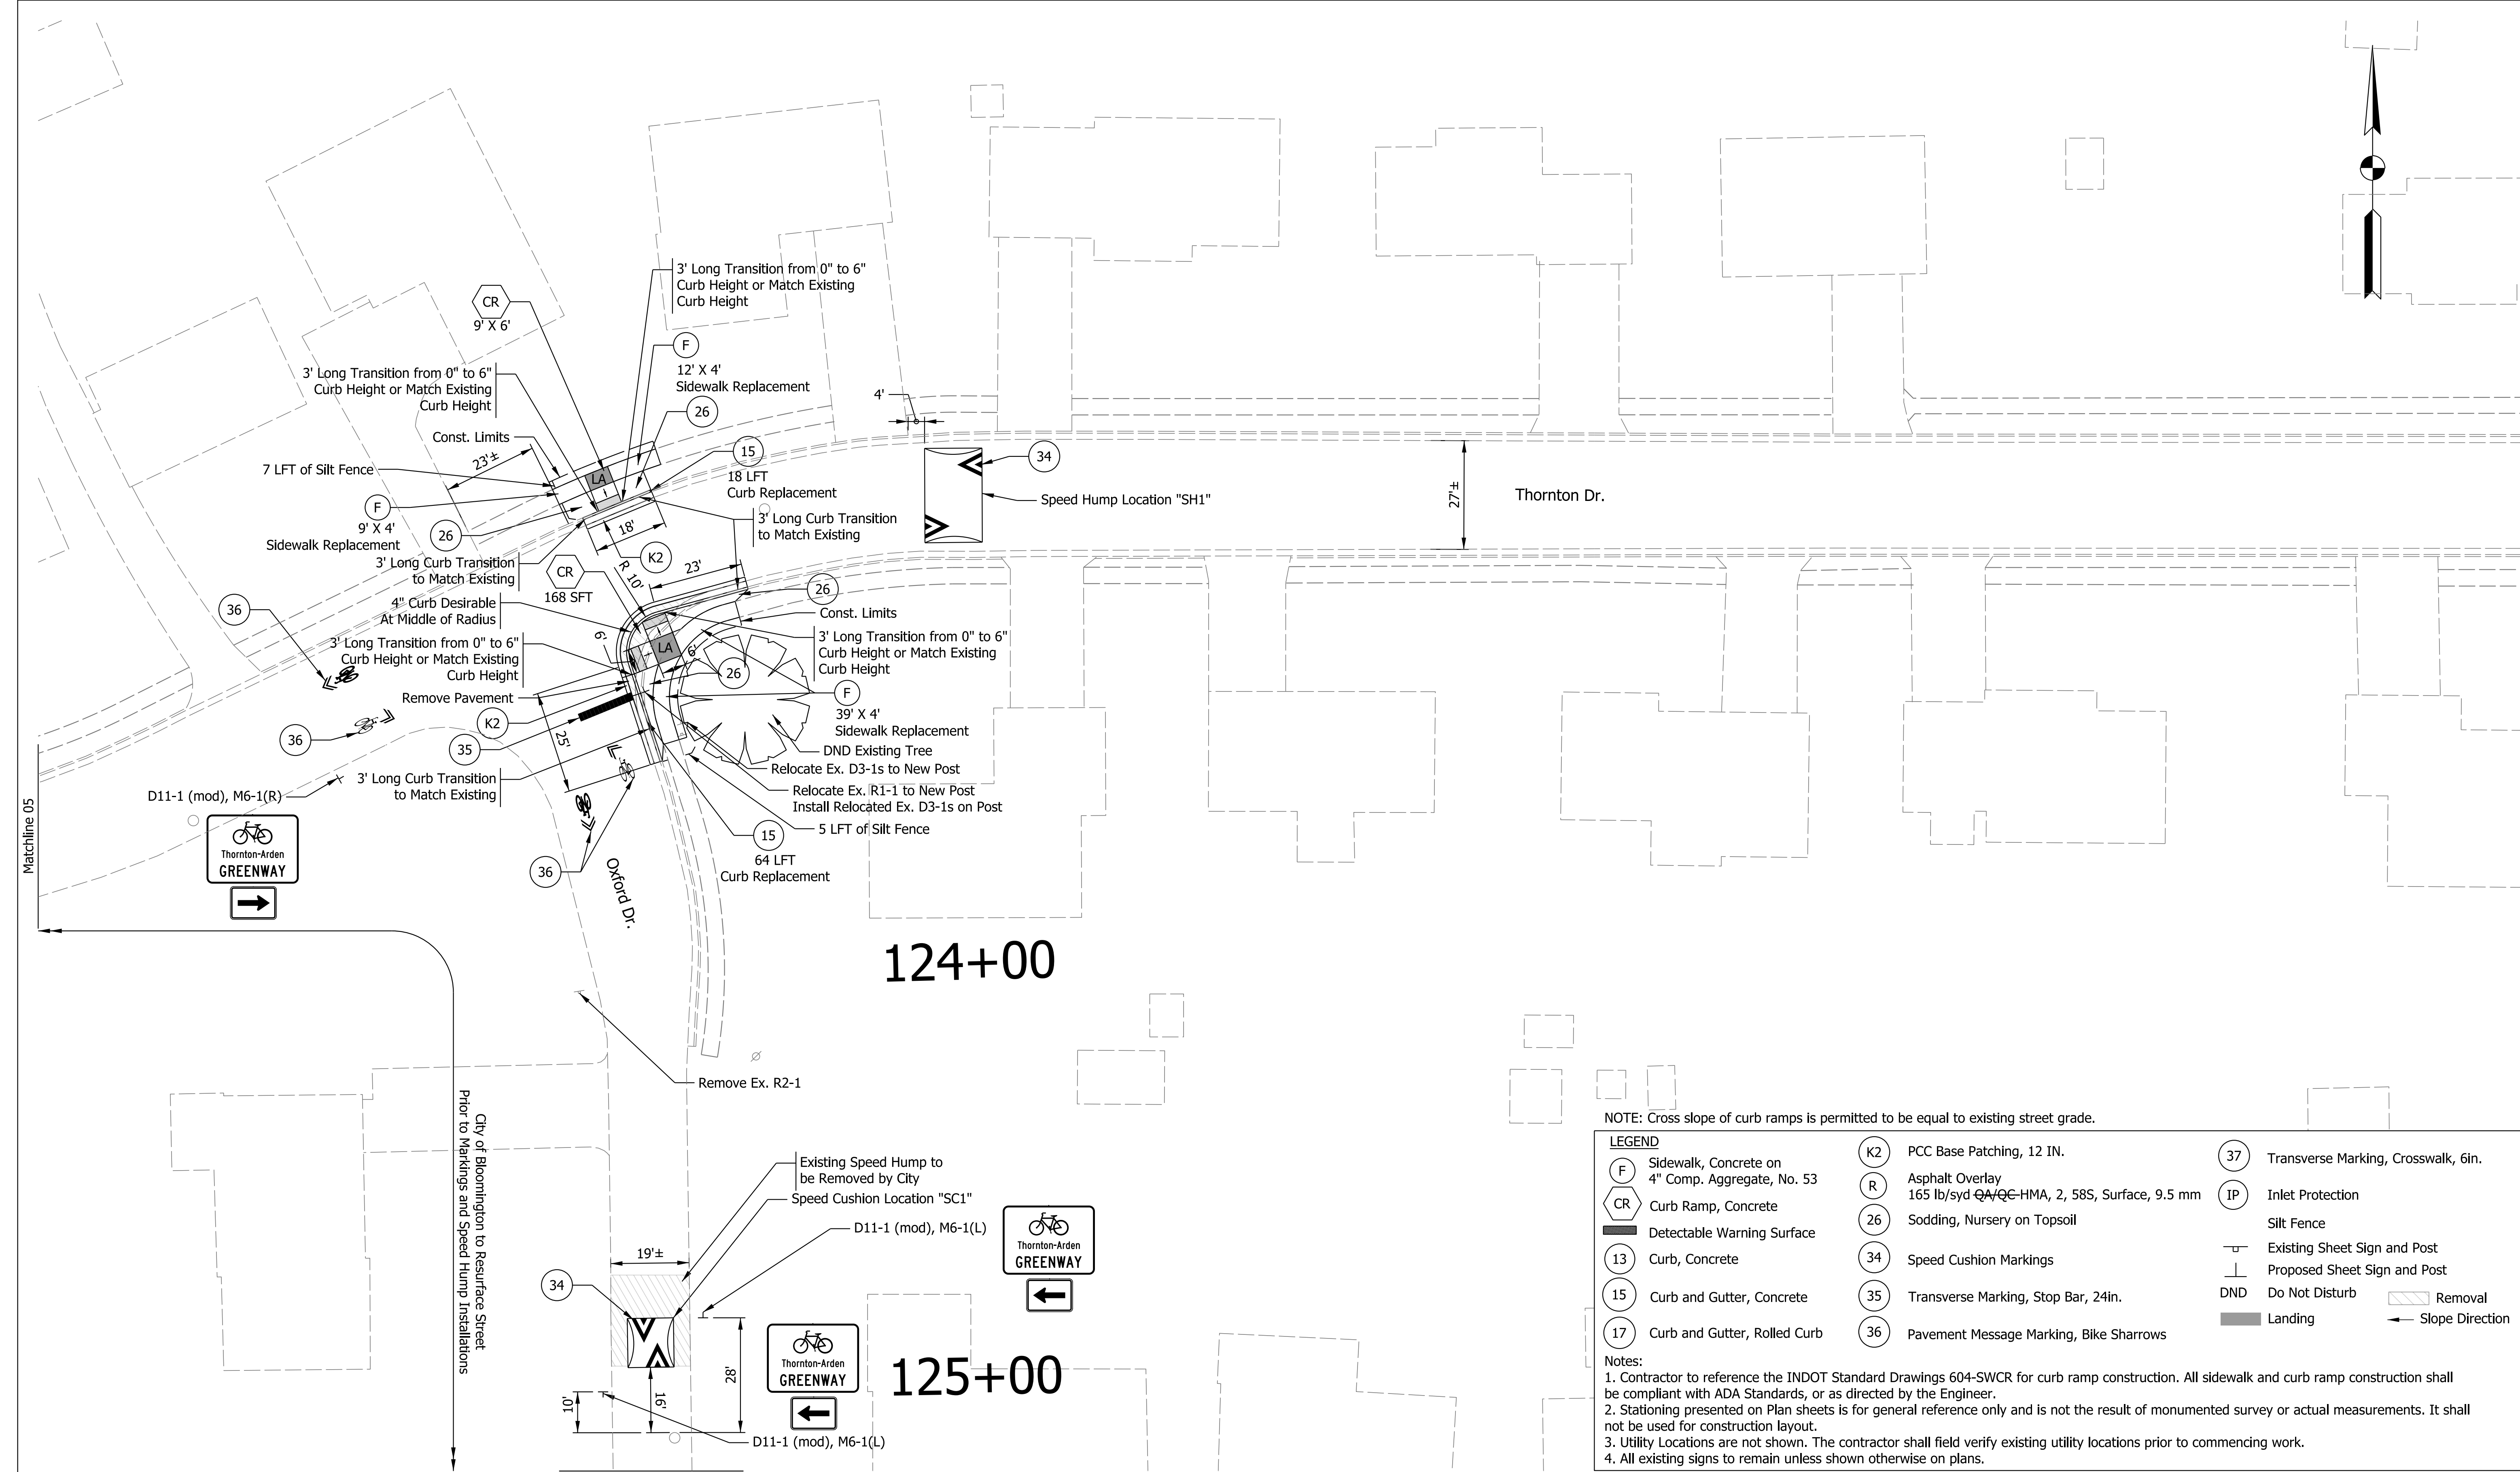 3' Long Transition from 0" to 6"
Curb Height or Match Existing
Curb Height
CR
9' X 6'
F
12' X 4'
Sidewalk Replacement
3' Long Transition from 0" to 6"
Curb Height or Match Existing
Curb Height
26
4'
Const. Limits
23'±
15
18 LFT
Curb Replacement
34
7 LFT of Silt Fence
LA
Speed Hump Location "SH1"
27'±
Thornton Dr.
F
9' X 4'
Sidewalk Replacement
26
18'
3' Long Curb Transition
to Match Existing
K2
3' Long Curb Transition
to Match Existing
CR
168 SFT
R 10'
23'
26
36
4" Curb Desirable
At Middle of Radius
Const. Limits
3' Long Transition from 0" to 6"
Curb Height or Match Existing
Curb Height
6'
LA
6'
3' Long Transition from 0" to 6"
Curb Height or Match Existing
Curb Height
26
Remove Pavement
F
39' X 4'
Sidewalk Replacement
K2
36
35
25'
DND Existing Tree
Relocate Ex. D3-1s to New Post
3' Long Curb Transition
to Match Existing
Relocate Ex. R1-1 to New Post
Install Relocated Ex. D3-1s on Post
D11-1 (mod), M6-1(R)
5 LFT of Silt Fence
15
64 LFT
Curb Replacement
Matchline 05
Thornton-Arden
GREENWAY
36
Oxford Dr.
124+00
Remove Ex. R2-1
City of Bloomington to Resurface Street
Prior to Markings and Speed Hump Installations
Existing Speed Hump to
be Removed by City
Speed Cushion Location "SC1"
D11-1 (mod), M6-1(L)
Thornton-Arden
GREENWAY
19'±
34
28'
16'
10'
Thornton-Arden
GREENWAY
125+00
D11-1 (mod), M6-1(L)
NOTE: Cross slope of curb ramps is permitted to be equal to existing street grade.
LEGEND
F Sidewalk, Concrete on
4" Comp. Aggregate, No. 53
CR Curb Ramp, Concrete
Detectable Warning Surface
13 Curb, Concrete
15 Curb and Gutter, Concrete
17 Curb and Gutter, Rolled Curb
K2 PCC Base Patching, 12 IN.
R Asphalt Overlay
165 lb/syd QA/QC-HMA, 2, 58S, Surface, 9.5 mm
26 Sodding, Nursery on Topsoil
34 Speed Cushion Markings
35 Transverse Marking, Stop Bar, 24in.
36 Pavement Message Marking, Bike Sharrows
37 Transverse Marking, Crosswalk, 6in.
IP Inlet Protection
Silt Fence
Existing Sheet Sign and Post
Proposed Sheet Sign and Post
DND Do Not Disturb
Removal
Landing
Slope Direction
Notes:
1. Contractor to reference the INDOT Standard Drawings 604-SWCR for curb ramp construction. All sidewalk and curb ramp construction shall
be compliant with ADA Standards, or as directed by the Engineer.
2. Stationing presented on Plan sheets is for general reference only and is not the result of monumented survey or actual measurements. It shall
not be used for construction layout.
3. Utility Locations are not shown. The contractor shall field verify existing utility locations prior to commencing work.
4. All existing signs to remain unless shown otherwise on plans.